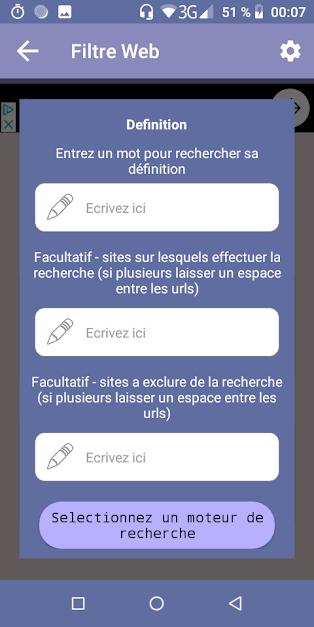 3G 51 % 00:07
Filtre Web
Definition
Entrez un mot pour rechercher sa
définition
Ecrivez ici
Facultatif - sites sur lesquels effectuer la
recherche (si plusieurs laisser un espace
entre les urls)
Ecrivez ici
Facultatif - sites a exclure de la recherche
(si plusieurs laisser un espace entre les
urls)
Ecrivez ici
Selectionnez un moteur de
recherche